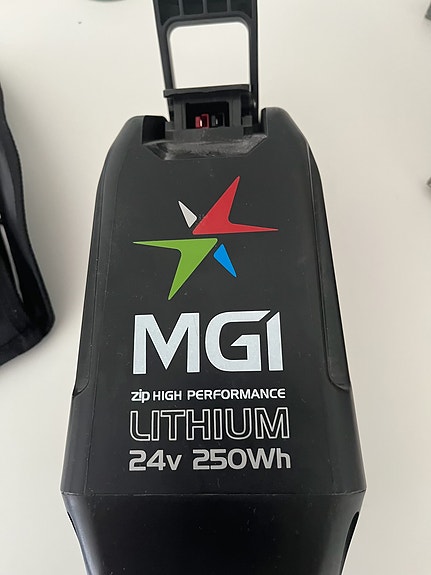 MGI
zip HIGH PERFORMANCE
LITHIUM
24v 250Wh